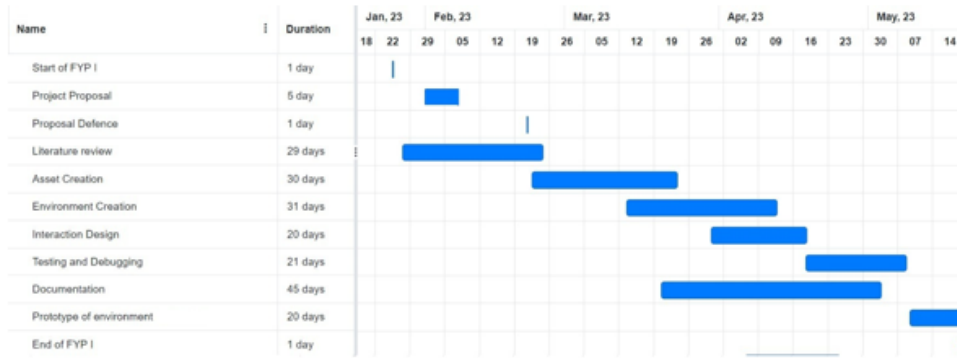 Name Duration Jan, 23 Feb, 23 Mar, 23 Apr, 23 May, 23
18 22 29 05 12 19 26 05 12 19 26 02 09 16 23 30 07 14
Start of FYP I 1 day
Project Proposal 5 day
Proposal Defence 1 day
Literature review 29 days
Asset Creation 30 days
Environment Creation 31 days
Interaction Design 20 days
Testing and Debugging 21 days
Documentation 45 days
Prototype of environment 20 days
End of FYP I 1 day